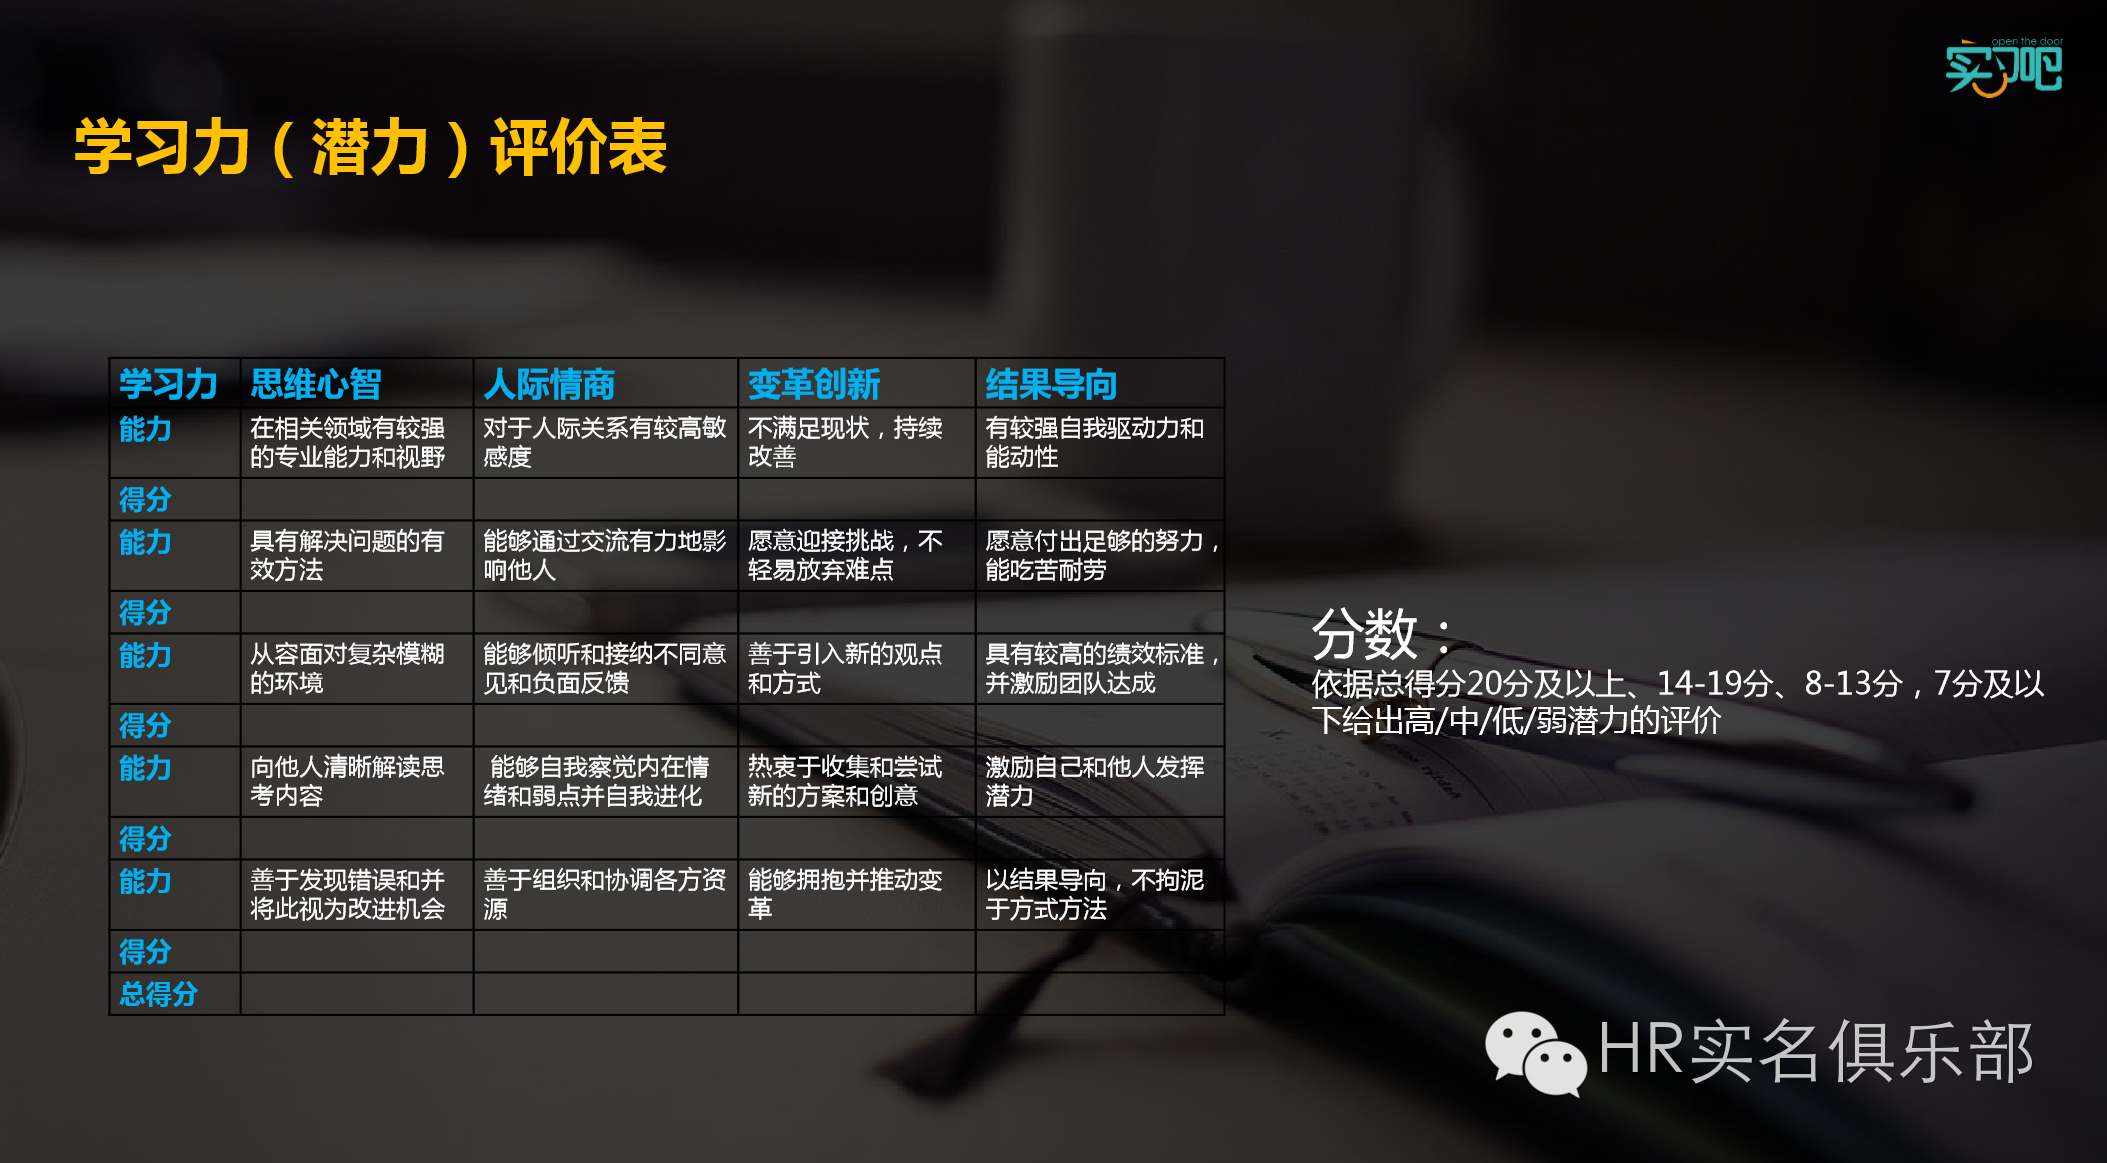 open the door
实习吧
学习力（潜力）评价表
学习力 思维心智 人际情商 变革创新 结果导向
能力 在相关领域有较强的专业能力和视野 对于人际关系有较高敏感度 不满足现状，持续改善 有较强自我驱动力和能动性
得分
能力 具有解决问题的有效方法 能够通过交流有力地影响他人 愿意迎接挑战，不轻易放弃难点 愿意付出足够的努力，能吃苦耐劳
得分
能力 从容面对复杂模糊的环境 能够倾听和接纳不同意见和负面反馈 善于引入新的观点和方式 具有较高的绩效标准，并激励团队达成
得分
能力 向他人清晰解读思考内容 能够自我察觉内在情绪和弱点并自我进化 热衷于收集和尝试新的方案和创意 激励自己和他人发挥潜力
得分
能力 善于发现错误和并将此视为改进机会 善于组织和协调各方资源 能够拥抱并推动变革 以结果导向，不拘泥于方式方法
得分
总得分
分数：
依据总得分20分及以上、14-19分、8-13分，7分及以
下给出高/中/低/弱潜力的评价
HR实名俱乐部